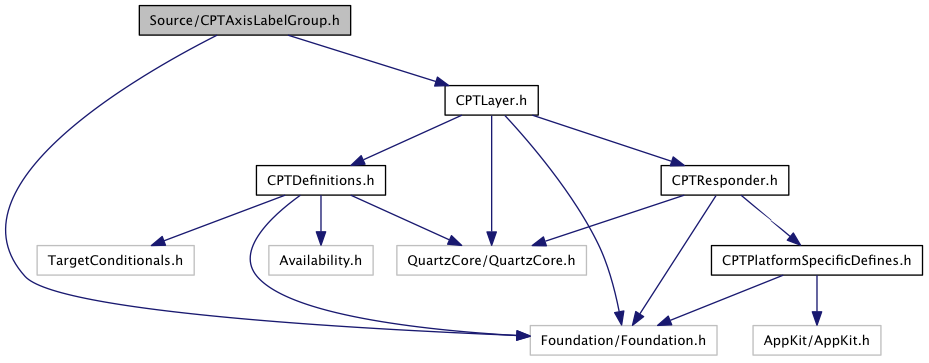 Source/CPTAxisLabelGroup.h
CPTLayer.h
CPTDefinitions.h
CPTResponder.h
TargetConditionals.h
Availability.h
QuartzCore/QuartzCore.h
CPTPlatformSpecificDefines.h
Foundation/Foundation.h
AppKit/AppKit.h